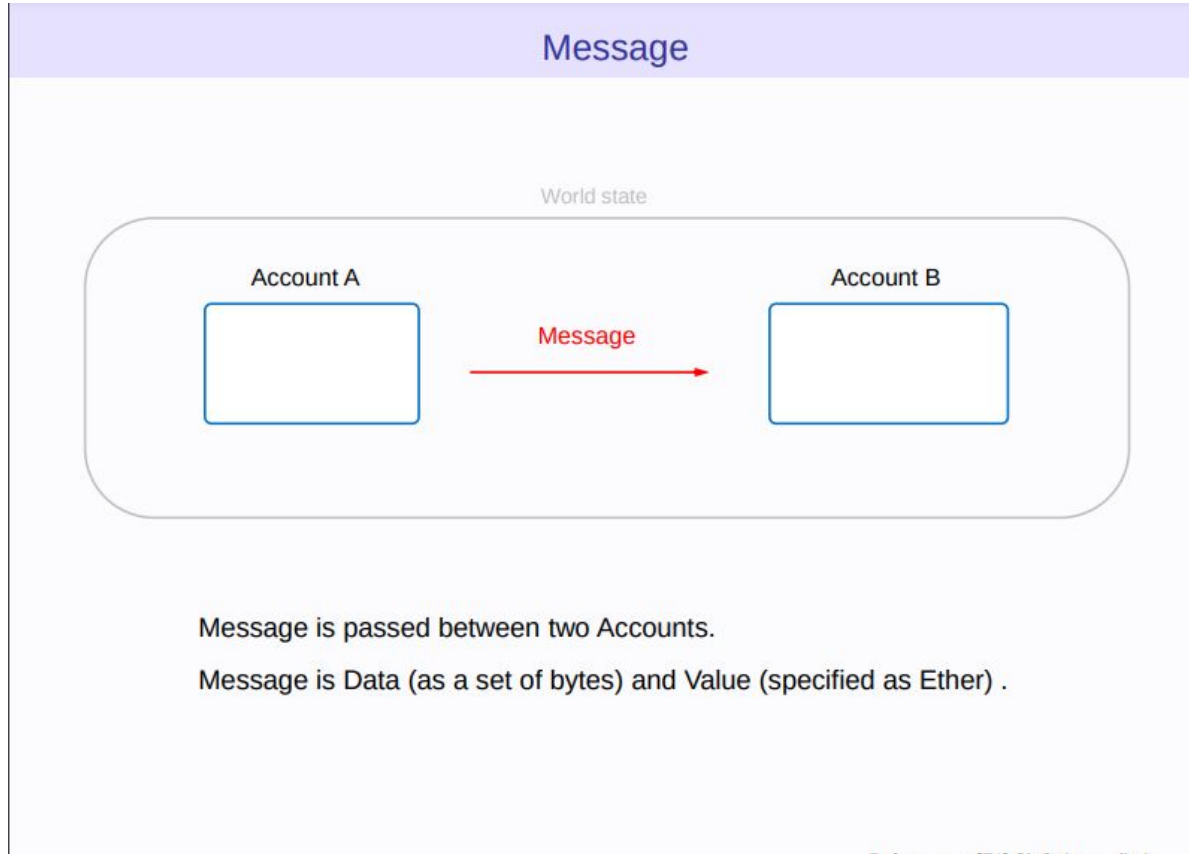 Message
World state
Account A
Account B
Message
Message is passed between two Accounts.
Message is Data (as a set of bytes) and Value (specified as Ether) .